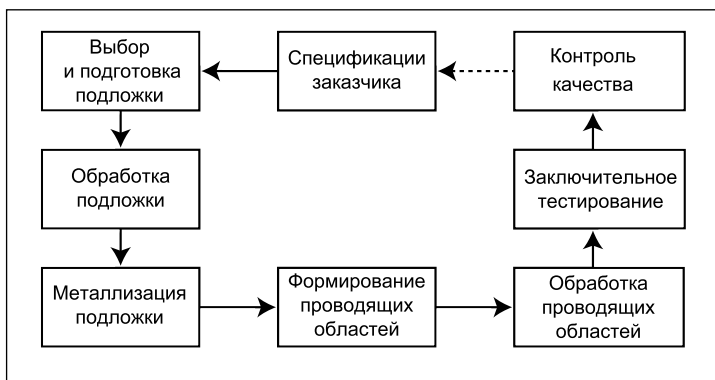 Выбор
и подготовка
подложки
Спецификации
заказчика
Контроль
качества
Обработка
подложки
Заключительное
тестирование
Металлизация
подложки
Формирование
проводящих
областей
Обработка
проводящих
областей